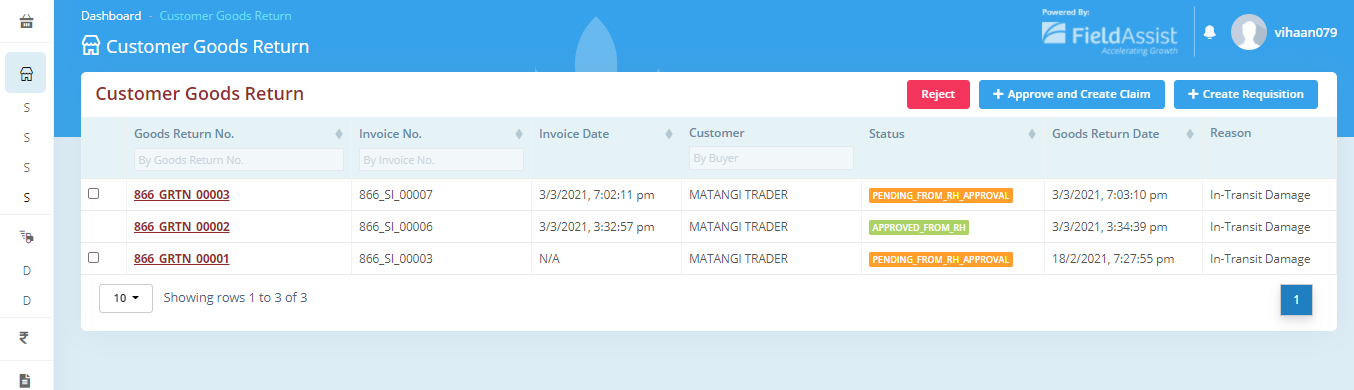 Dashboard - Customer Goods Return
Powered By:
FieldAssist
Accelerating Growth
vihaan079
Customer Goods Return
Customer Goods Return
Reject
+ Approve and Create Claim
+ Create Requisition
Goods Return No. Invoice No. Invoice Date Customer Status Goods Return Date Reason
By Goods Return No. By Invoice No. By Buyer
866_GRTN_00003 866_SI_00007 3/3/2021, 7:02:11 pm MATANGI TRADER PENDING_FROM_RH_APPROVAL 3/3/2021, 7:03:10 pm In-Transit Damage
866_GRTN_00002 866_SI_00006 3/3/2021, 3:32:57 pm MATANGI TRADER APPROVED_FROM_RH 3/3/2021, 3:34:39 pm In-Transit Damage
866_GRTN_00001 866_SI_00003 N/A MATANGI TRADER PENDING_FROM_RH_APPROVAL 18/2/2021, 7:27:55 pm In-Transit Damage
10 Showing rows 1 to 3 of 3
1
S
S
S
S
D
D
₹